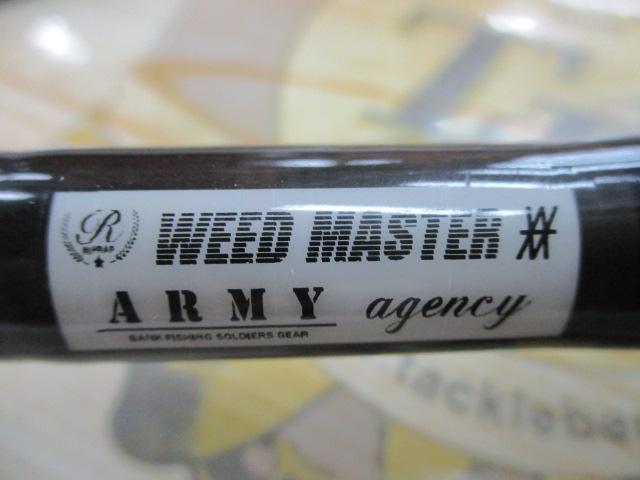 R
WEED MASTER
ARMY agency
BANK FISHING SOLDIERS GEAR